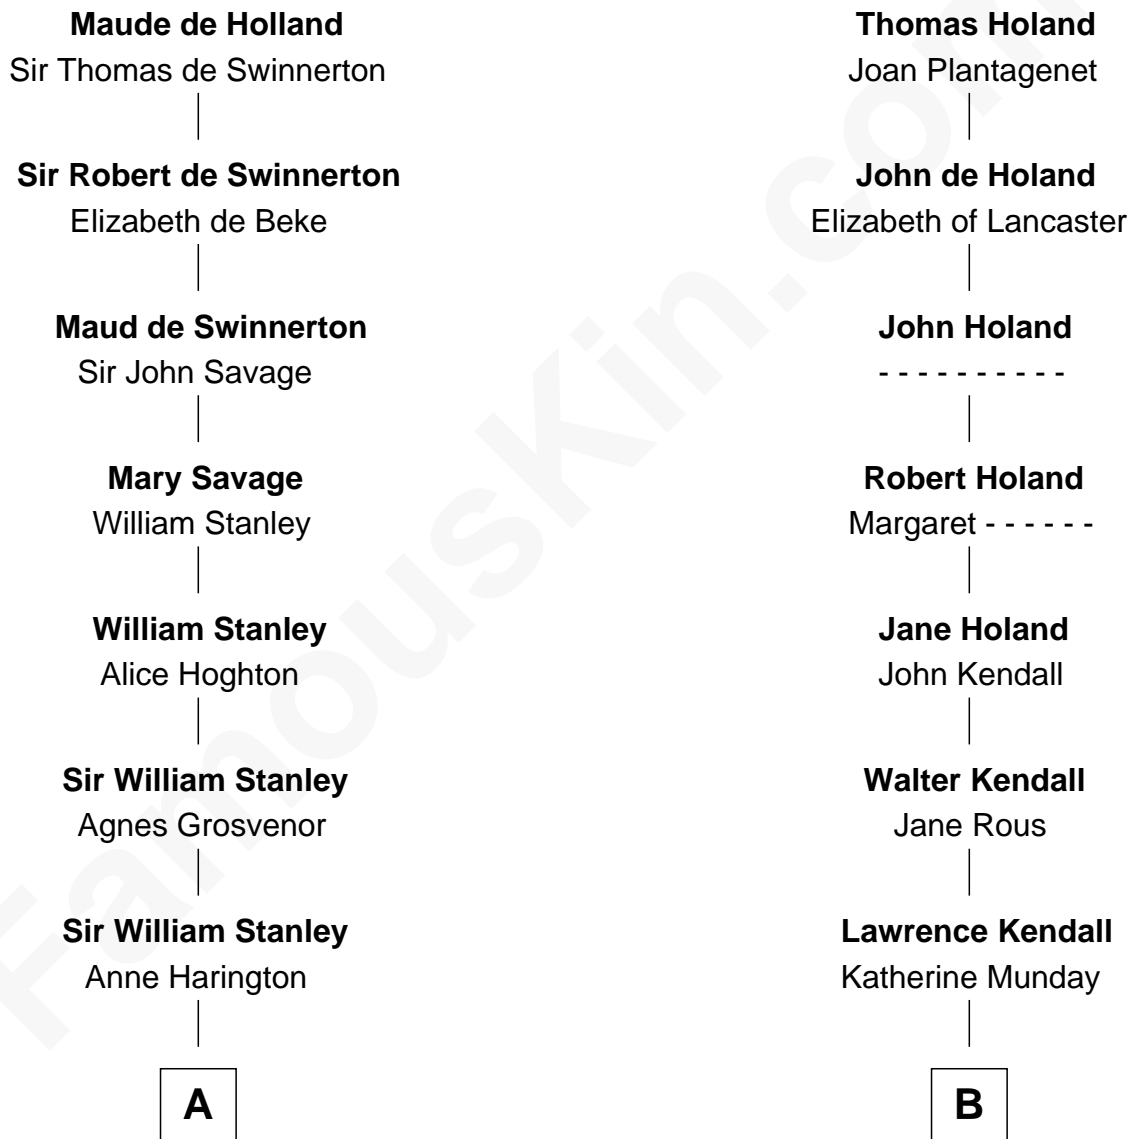 Maude de Holland
Sir Thomas de Swinnerton
Sir Robert de Swinnerton
Elizabeth de Beke
Maud de Swinnerton
Sir John Savage
Mary Savage
William Stanley
William Stanley
Alice Hoghton
Sir William Stanley
Agnes Grosvenor
Sir William Stanley
Anne Harington
A
Thomas Holand
Joan Plantagenet
John de Holand
Elizabeth of Lancaster
John Holand
- - - - - - - - - -
Robert Holand
Margaret - - - - - -
Jane Holand
John Kendall
Walter Kendall
Jane Rous
Lawrence Kendall
Katherine Munday
B
FamousKin.com